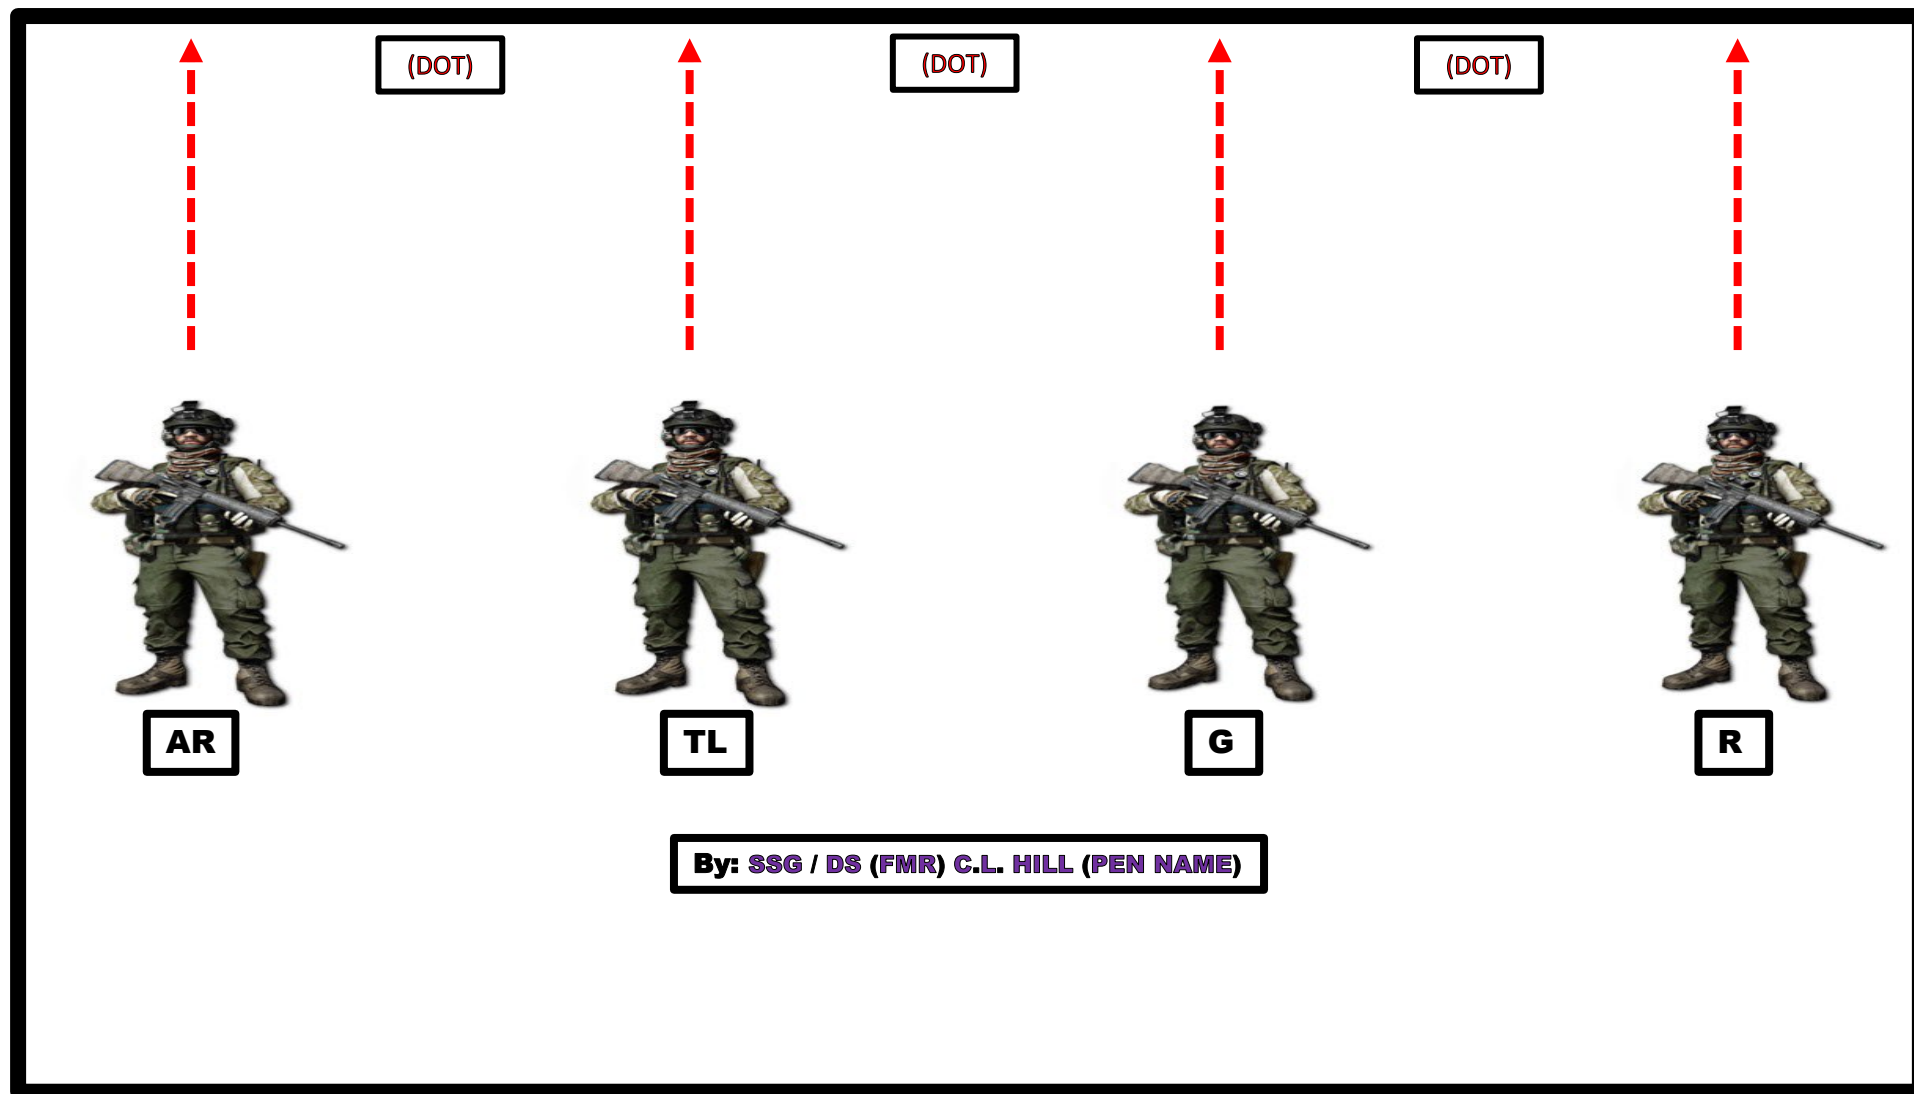 (DOT) (DOT) (DOT)
AR TL G R
By: SSG / DS (FMR) C.L. HILL (PEN NAME)